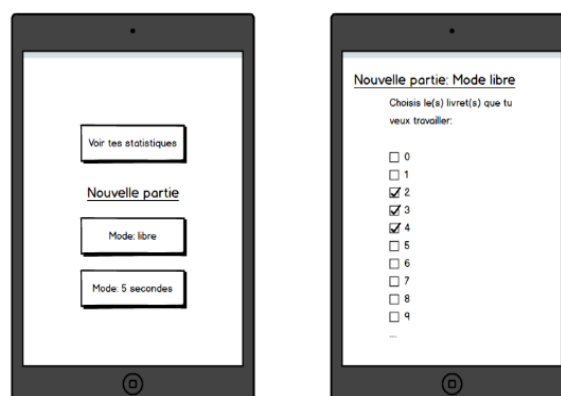 Voir tes statistiques
Nouvelle partie
Mode: libre
Mode: 5 secondes
Nouvelle partie: Mode libre
Choisis le(s) livret(s) que tu
veux travailler:
0
1
2
3
4
5
6
7
8
9
...